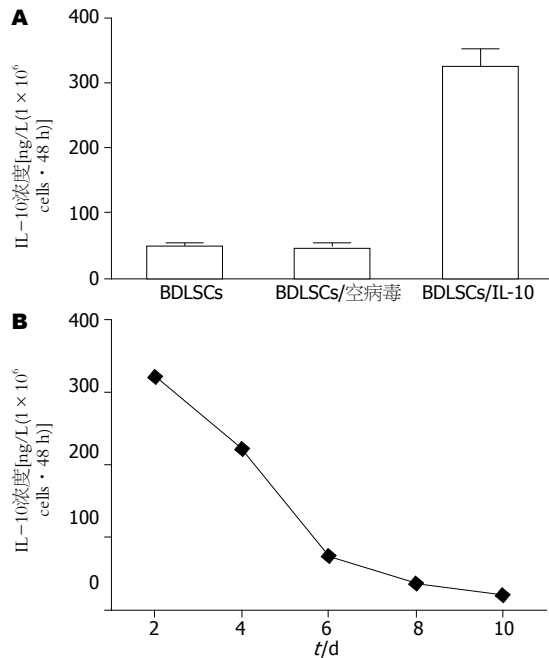 A
IL-10浓度[ng/L(1×10⁶
cells·48 h)]
400
300
200
100
0
BDLSCs
BDLSCs/空病毒
BDLSCs/IL-10
B
IL-10浓度[ng/L(1×10⁶
cells·48 h)]
400
300
200
100
0
2
4
6
8
10
t/d